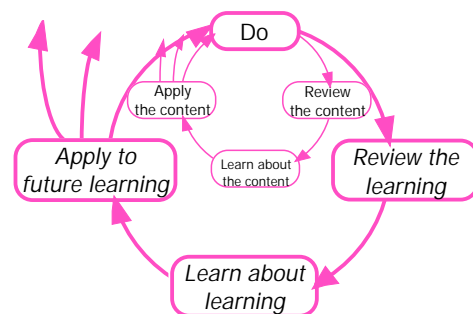 Do
Apply
the content
Review
the content
Learn about
the content
Apply to
future learning
Review the
learning
Learn about
learning